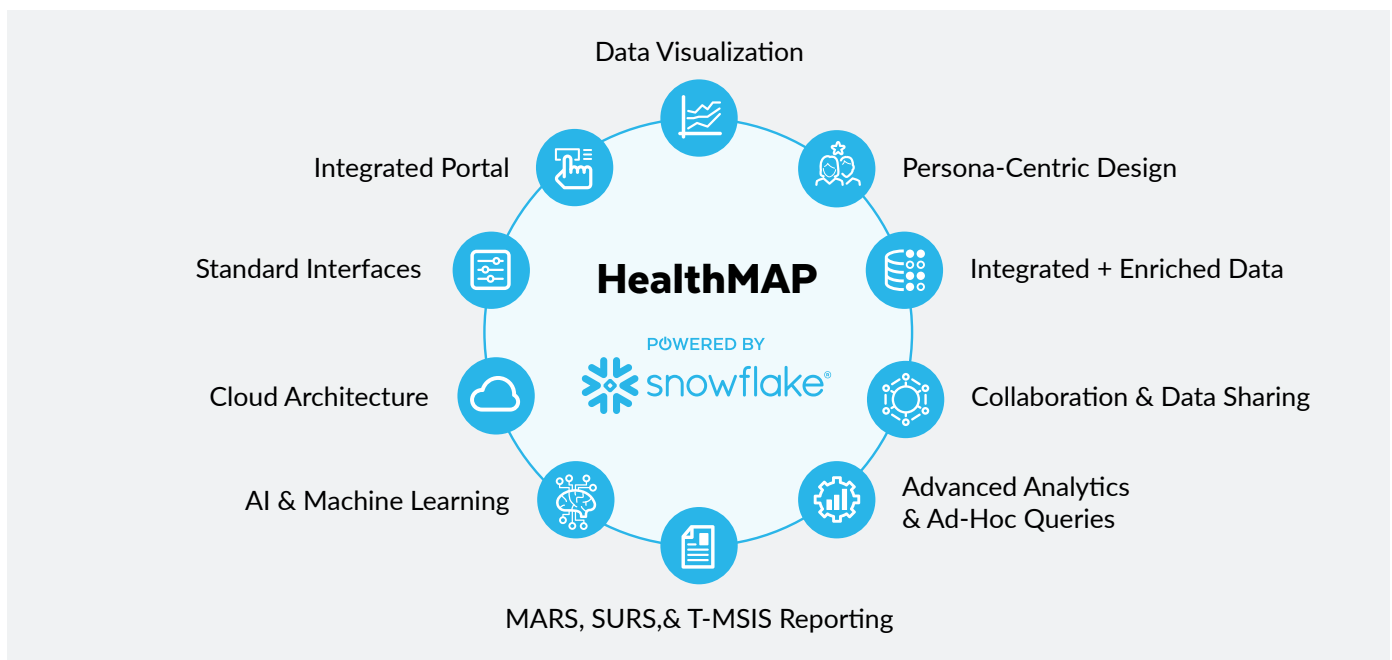 Data Visualization
Integrated Portal
Persona-Centric Design
Standard Interfaces
Integrated + Enriched Data
HealthMAP
POWERED BY
snowflake®
Cloud Architecture
Collaboration & Data Sharing
AI & Machine Learning
Advanced Analytics
& Ad-Hoc Queries
MARS, SURS,& T-MSIS Reporting